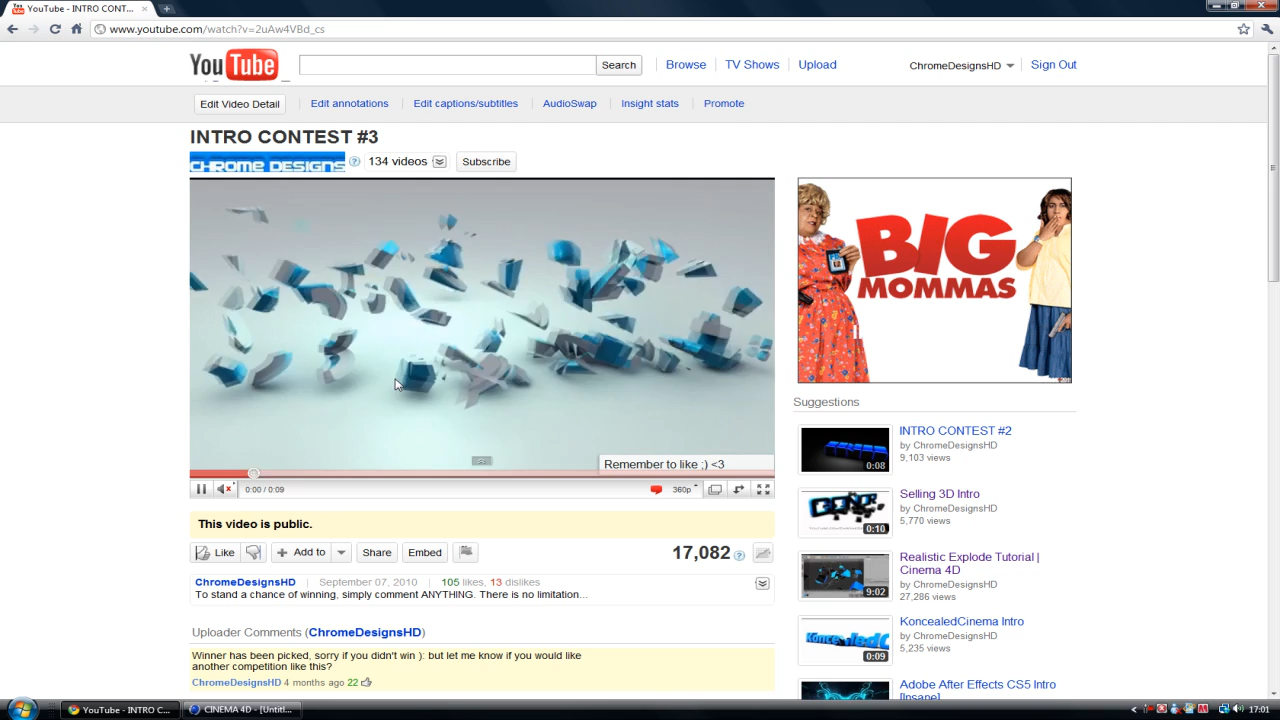 YouTube - INTRO CONT...
www.youtube.com/watch?v=2uAw4VBd_cs
YouTube
Search
Browse
TV Shows
Upload
ChromeDesignsHD
Sign Out
Edit Video Detail
Edit annotations
Edit captions/subtitles
AudioSwap
Insight stats
Promote
INTRO CONTEST #3
CHROME DESIGNS
134 videos
Subscribe
Remember to like ;) <3
0:00 / 0:09
360p
BIG
MOMMAS
This video is public.
Like
Add to
Share
Embed
17,082
ChromeDesignsHD
September 07, 2010
105 likes, 13 dislikes
To stand a chance of winning, simply comment ANYTHING. There is no limitation...
Uploader Comments (ChromeDesignsHD)
Winner has been picked, sorry if you didn't win ): but let me know if you would like
another competition like this?
ChromeDesignsHD 4 months ago 22
Suggestions
INTRO CONTEST #2
by ChromeDesignsHD
9,103 views
0:08
Selling 3D Intro
by ChromeDesignsHD
5,770 views
0:10
Realistic Explode Tutorial |
Cinema 4D
by ChromeDesignsHD
27,286 views
9:02
KoncealedCinema Intro
by ChromeDesignsHD
5,235 views
0:09
Adobe After Effects CS5 Intro
[Insane]
YouTube - INTRO C...
CINEMA 4D - [Untitl...
17:01